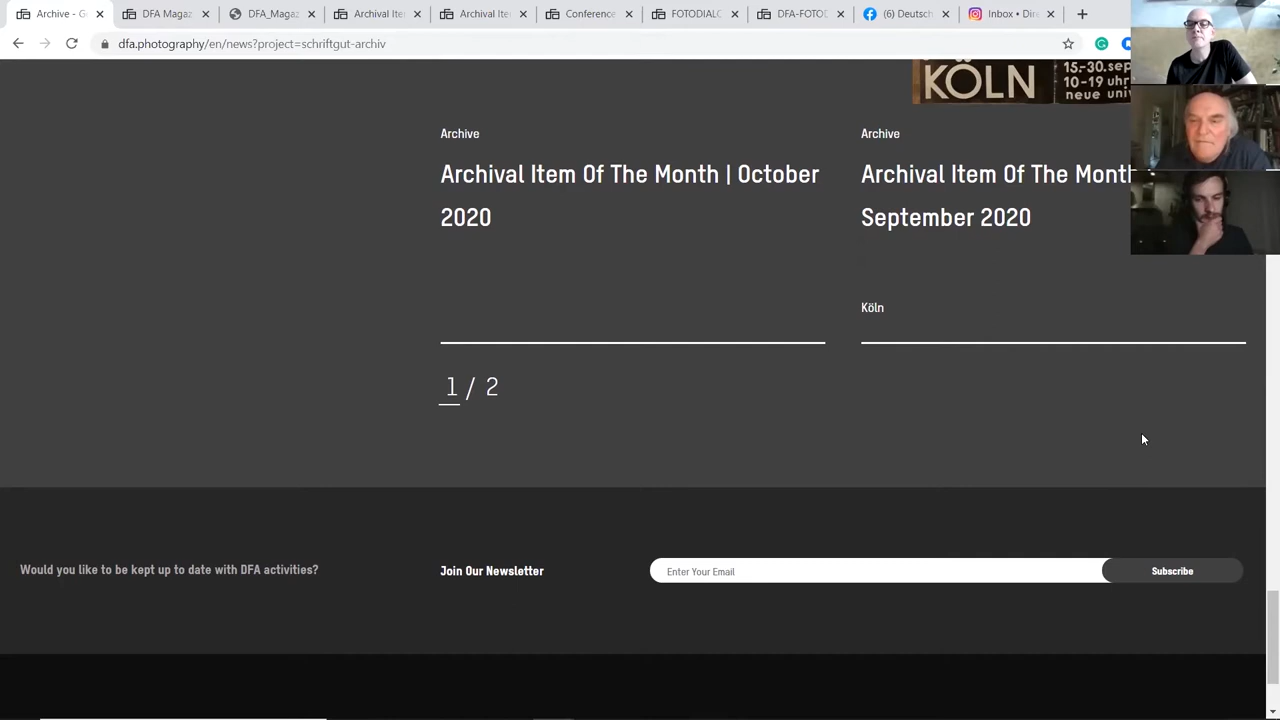 Archive - G
DFA Magaz
DFA_Magaz
Archival Ite
Archival Ite
Conference
FOTODIALO
DFA-FOTO
(6) Deutsch
Inbox • Dire
dfa.photography/en/news?project=schriftgut-archiv
KÖLN
15.-30.sep
10-19 uhr
neue univ
Archive
Archival Item Of The Month | October
2020
Archive
Archival Item Of The Month
September 2020
Köln
1 / 2
Would you like to be kept up to date with DFA activities?
Join Our Newsletter
Enter Your Email
Subscribe